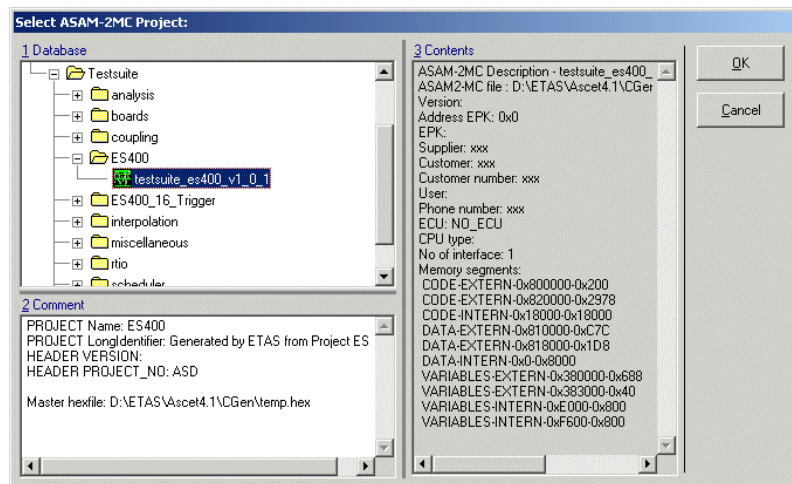 Select ASAM-2MC Project:
1 Database
Testsuite
analysis
boards
coupling
ES400
testsuite_es400_v1_0_1
ES400_16_Trigger
interpolation
miscellaneous
rtio
scheduler
2 Comment
PROJECT Name: ES400
PROJECT LongIdentifier: Generated by ETAS from Project ES
HEADER VERSION:
HEADER PROJECT_NO: ASD
Master hexfile: D:\ETAS\Ascet4.1\CGen\temp.hex
3 Contents
ASAM-2MC Description - testsuite_es400_
ASAM2-MC file : D:\ETAS\Ascet4.1\CGer
Version:
Address EPK: 0x0
EPK:
Supplier: xxx
Customer: xxx
Customer number: xxx
User:
Phone number: xxx
ECU: NO_ECU
CPU type:
No of interface: 1
Memory segments:
CODE-EXTERN-0x800000-0x200
CODE-EXTERN-0x820000-0x2978
CODE-INTERN-0x18000-0x18000
DATA-EXTERN-0x810000-0xC7C
DATA-EXTERN-0x818000-0x1D8
DATA-INTERN-0x0-0x8000
VARIABLES-EXTERN-0x380000-0x688
VARIABLES-EXTERN-0x383000-0x40
VARIABLES-INTERN-0xE000-0x800
VARIABLES-INTERN-0xF600-0x800
OK
Cancel